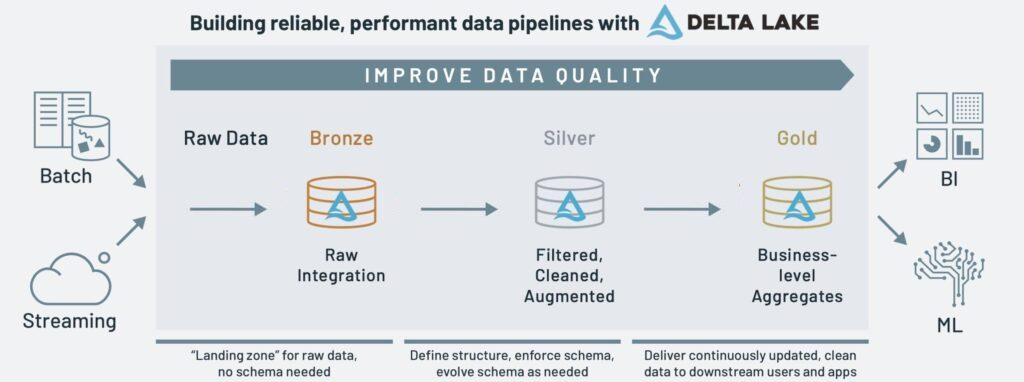 Building reliable, performant data pipelines with DELTA LAKE
IMPROVE DATA QUALITY
Batch
Streaming
Raw Data
Bronze
Silver
Gold
Raw
Integration
Filtered,
Cleaned,
Augmented
Business-
level
Aggregates
BI
ML
“Landing zone” for raw data,
no schema needed
Define structure, enforce schema,
evolve schema as needed
Deliver continuously updated, clean
data to downstream users and apps